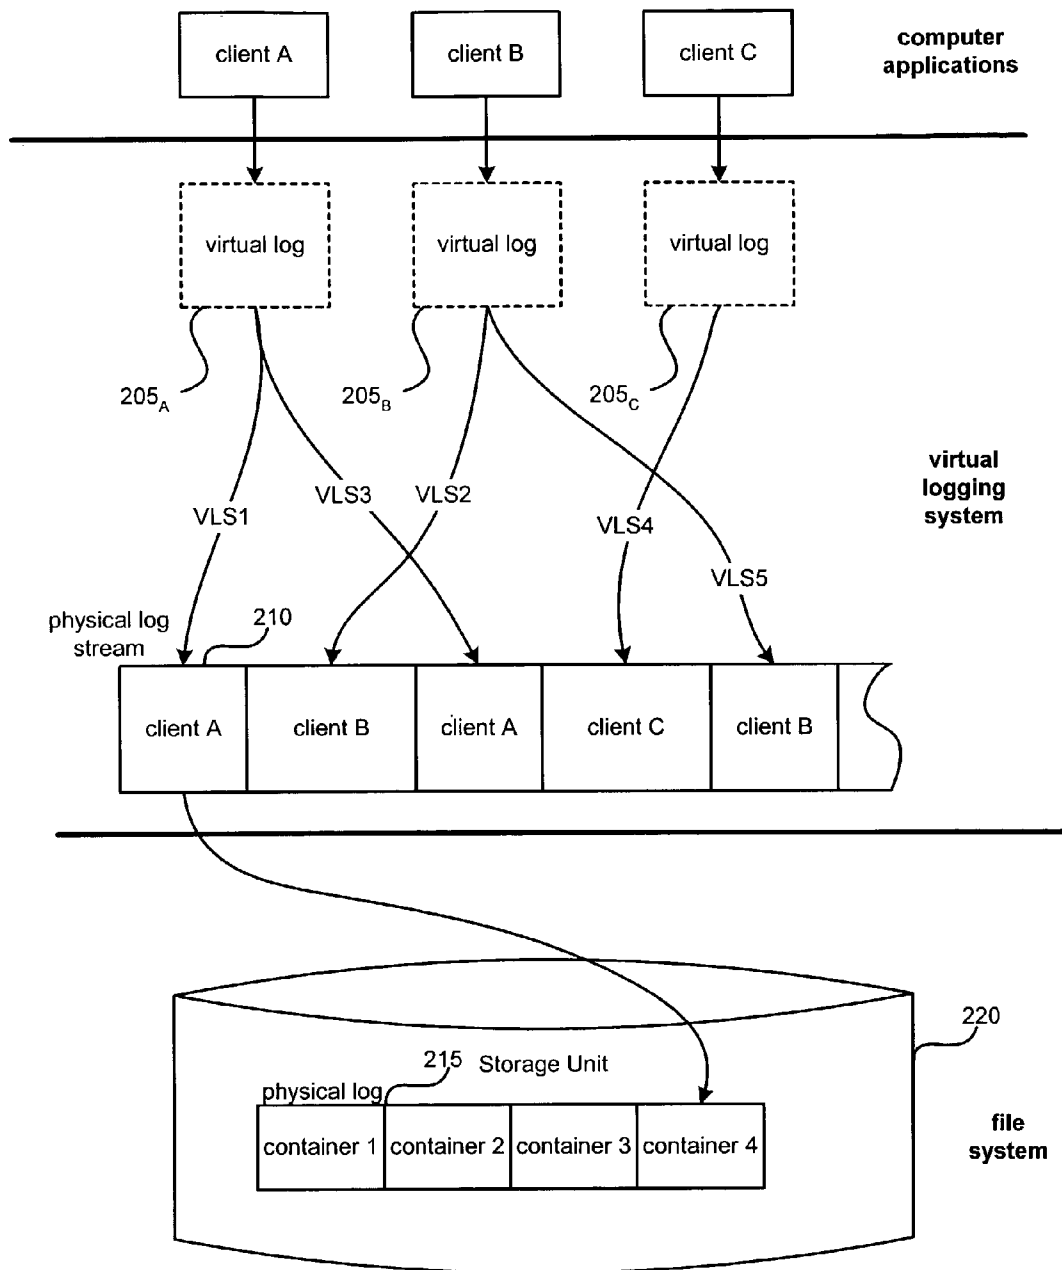 client A
client B
client C
computer
applications
virtual log
virtual log
virtual log
205A
205B
205C
VLS1
VLS3
VLS2
VLS4
VLS5
virtual
logging
system
physical log
stream
210
client A
client B
client A
client C
client B
220
215
Storage Unit
physical log
container 1
container 2
container 3
container 4
file
system